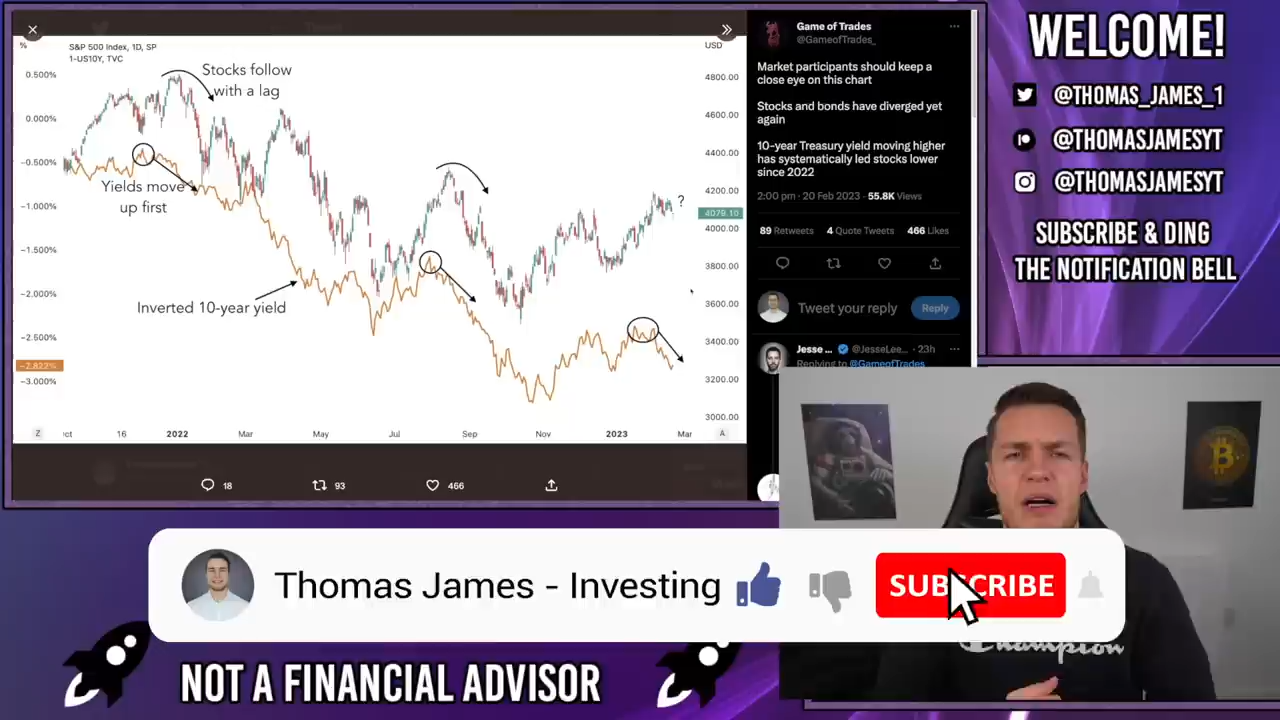 S&P 500 Index, 1D, SP
1-US10Y, TVC
%
0.500%
0.000%
-0.500%
-1.000%
-1.500%
-2.000%
-2.500%
-2.822%
-3.000%
Stocks follow
with a lag
Yields move
up first
Inverted 10-year yield
?
USD
4800.00
4600.00
4400.00
4200.00
4079.10
4000.00
3800.00
3600.00
3400.00
3200.00
3000.00
Z
ct
16
2022
Mar
May
Jul
Sep
Nov
2023
Mar
A
18
93
466
Game of Trades
@GameofTrades_
Market participants should keep a
close eye on this chart
Stocks and bonds have diverged yet
again
10-year Treasury yield moving higher
has systematically led stocks lower
since 2022
2:00 pm · 20 Feb 2023 · 55.8K Views
89 Retweets 4 Quote Tweets 466 Likes
Tweet your reply
Reply
Jesse ... @JesseLee... · 23h
Replying to @GameofTrades
WELCOME!
@THOMAS_JAMES_1
@THOMASJAMESYT
@THOMASJAMESYT
SUBSCRIBE & DING
THE NOTIFICATION BELL
Thomas James - Investing
SUBSCRIBE
Champion
NOT A FINANCIAL ADVISOR